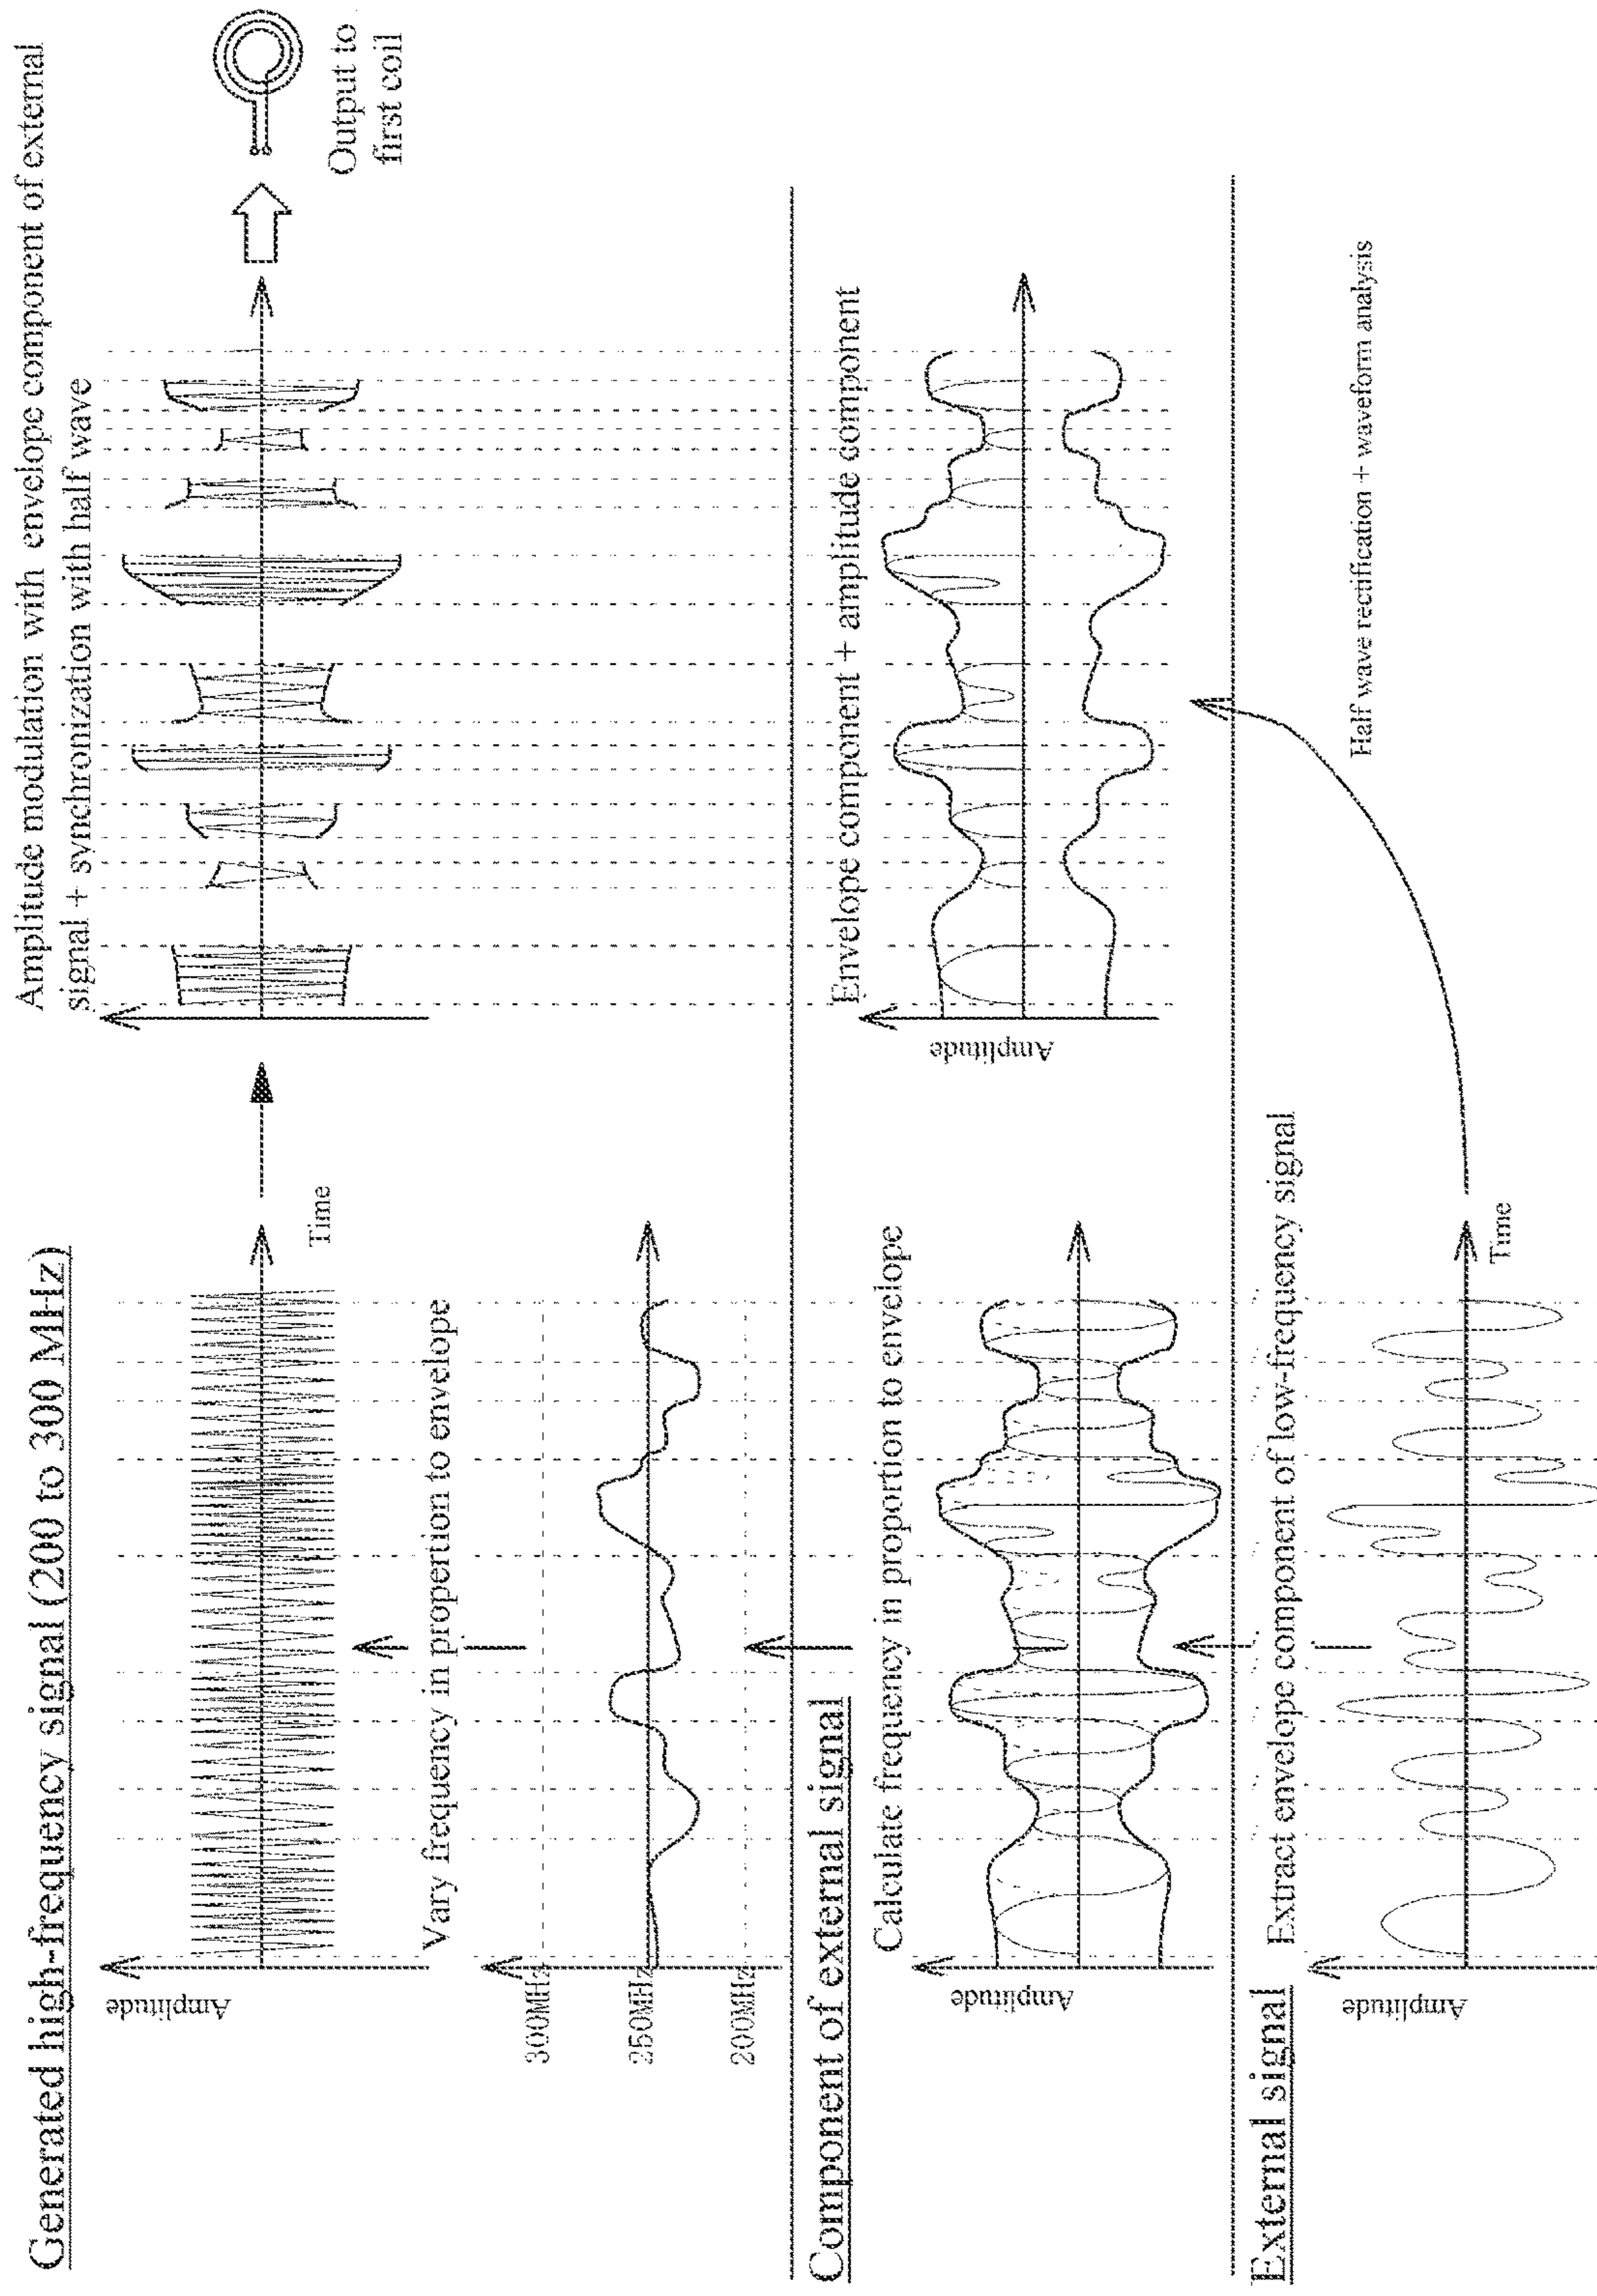 Generated high-frequency signal (200 to 300 MHz)
Amplitude
Time
Amplitude modulation with envelope component of external
signal + synchronization with half wave
Output to
first coil
Vary frequency in propertion to envelope
300MHz
250MHz
200MHz
Component of external signal
Calculate frequency in proportion to envelope
Amplitude
Envelope component + amplitude component
Amplitude
External signal
Extract envelope component of low-frequency signal
Amplitude
Time
Half wave rectification + waveform analysis